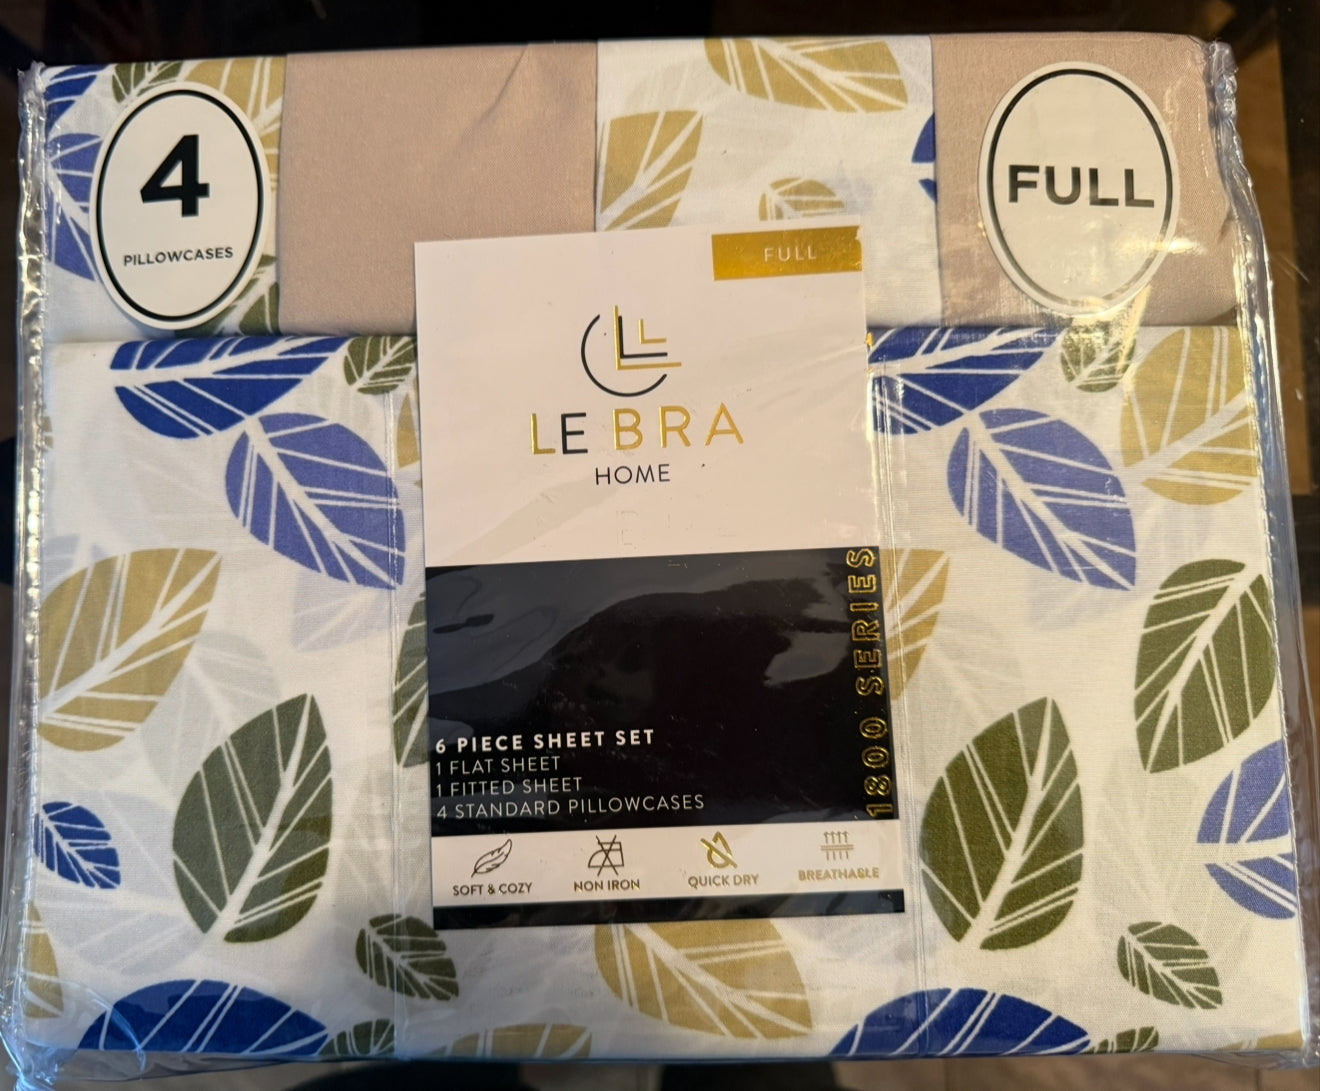 4
PILLOWCASES
FULL
FULL
LE BRA
HOME
1800 SERIES
6 PIECE SHEET SET
1 FLAT SHEET
1 FITTED SHEET
4 STANDARD PILLOWCASES
SOFT & COZY
NON IRON
QUICK DRY
BREATHABLE